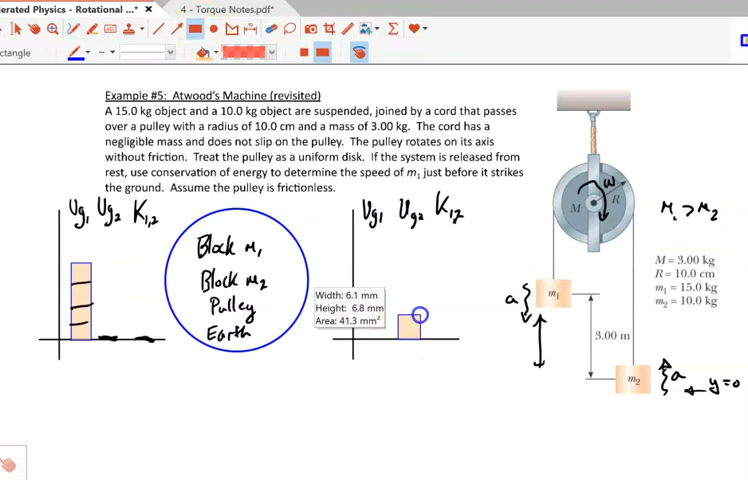 lerated Physics - Rotational ...*
4 - Torque Notes.pdf*
ctangle
Example #5:  Atwood's Machine (revisited)
A 15.0 kg object and a 10.0 kg object are suspended, joined by a cord that passes
over a pulley with a radius of 10.0 cm and a mass of 3.00 kg.  The cord has a
negligible mass and does not slip on the pulley.  The pulley rotates on its axis
without friction.  Treat the pulley as a uniform disk.  If the system is released from
rest, use conservation of energy to determine the speed of m1 just before it strikes
the ground.  Assume the pulley is frictionless.
Ug1 Ug2 K1,2
Block M1
Block M2
Pulley
Earth
Ug1 Ug2 K1,2
Width: 6.1 mm
Height: 6.8 mm
Area: 41.3 mm²
ω
M
R
M1 > M2
M = 3.00 kg
R = 10.0 cm
m1 = 15.0 kg
m2 = 10.0 kg
a
m1
3.00 m
m2
a
y=0